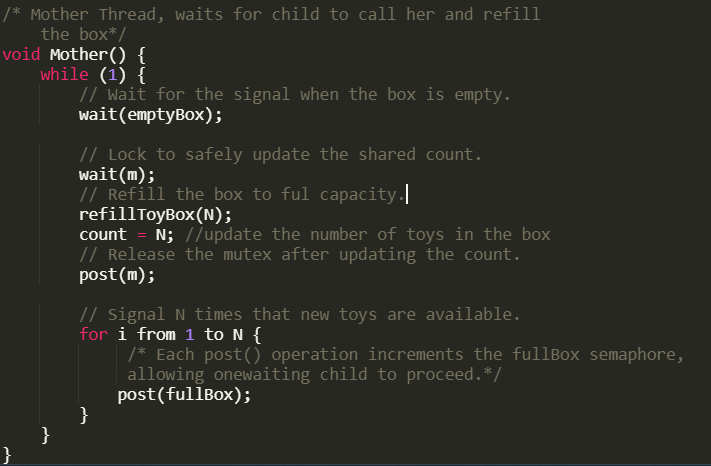 /* Mother Thread, waits for child to call her and refill
the box*/
void Mother() {
while (1) {
// Wait for the signal when the box is empty.
wait(emptyBox);
// Lock to safely update the shared count.
wait(m);
// Refill the box to ful capacity.
refillToyBox(N);
count = N; //update the number of toys in the box
// Release the mutex after updating the count.
post(m);
// Signal N times that new toys are available.
for i from 1 to N {
/* Each post() operation increments the fullBox semaphore,
allowing onewaiting child to proceed.*/
post(fullBox);
}
}
}